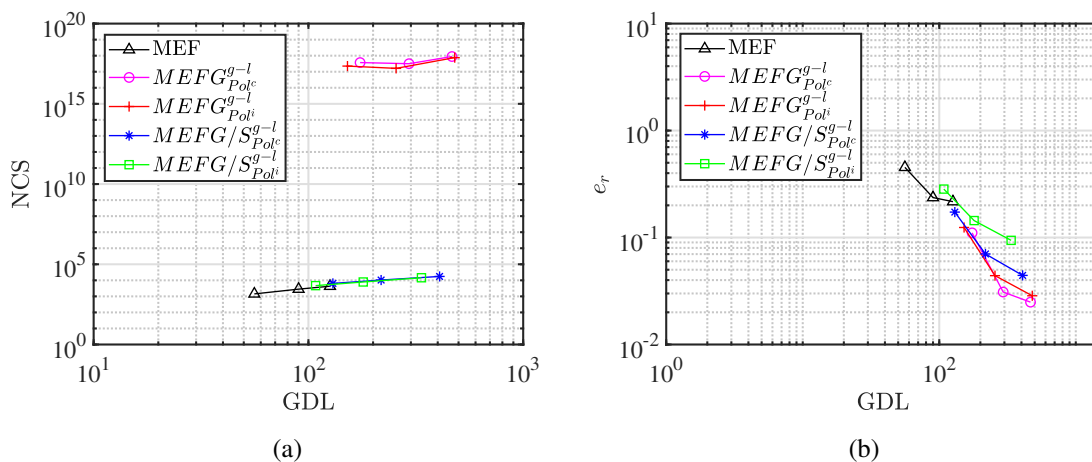 10^20
10^15
10^10
10^5
10^0
NCS
10^1
10^2
10^3
GDL
MEF
MEFG^{g-l}_{Pol^c}
MEFG^{g-l}_{Pol^i}
MEFG/S^{g-l}_{Pol^c}
MEFG/S^{g-l}_{Pol^i}
(a)
10^1
10^0
10^-1
10^-2
e_r
10^0
10^2
GDL
MEF
MEFG^{g-l}_{Pol^c}
MEFG^{g-l}_{Pol^i}
MEFG/S^{g-l}_{Pol^c}
MEFG/S^{g-l}_{Pol^i}
(b)